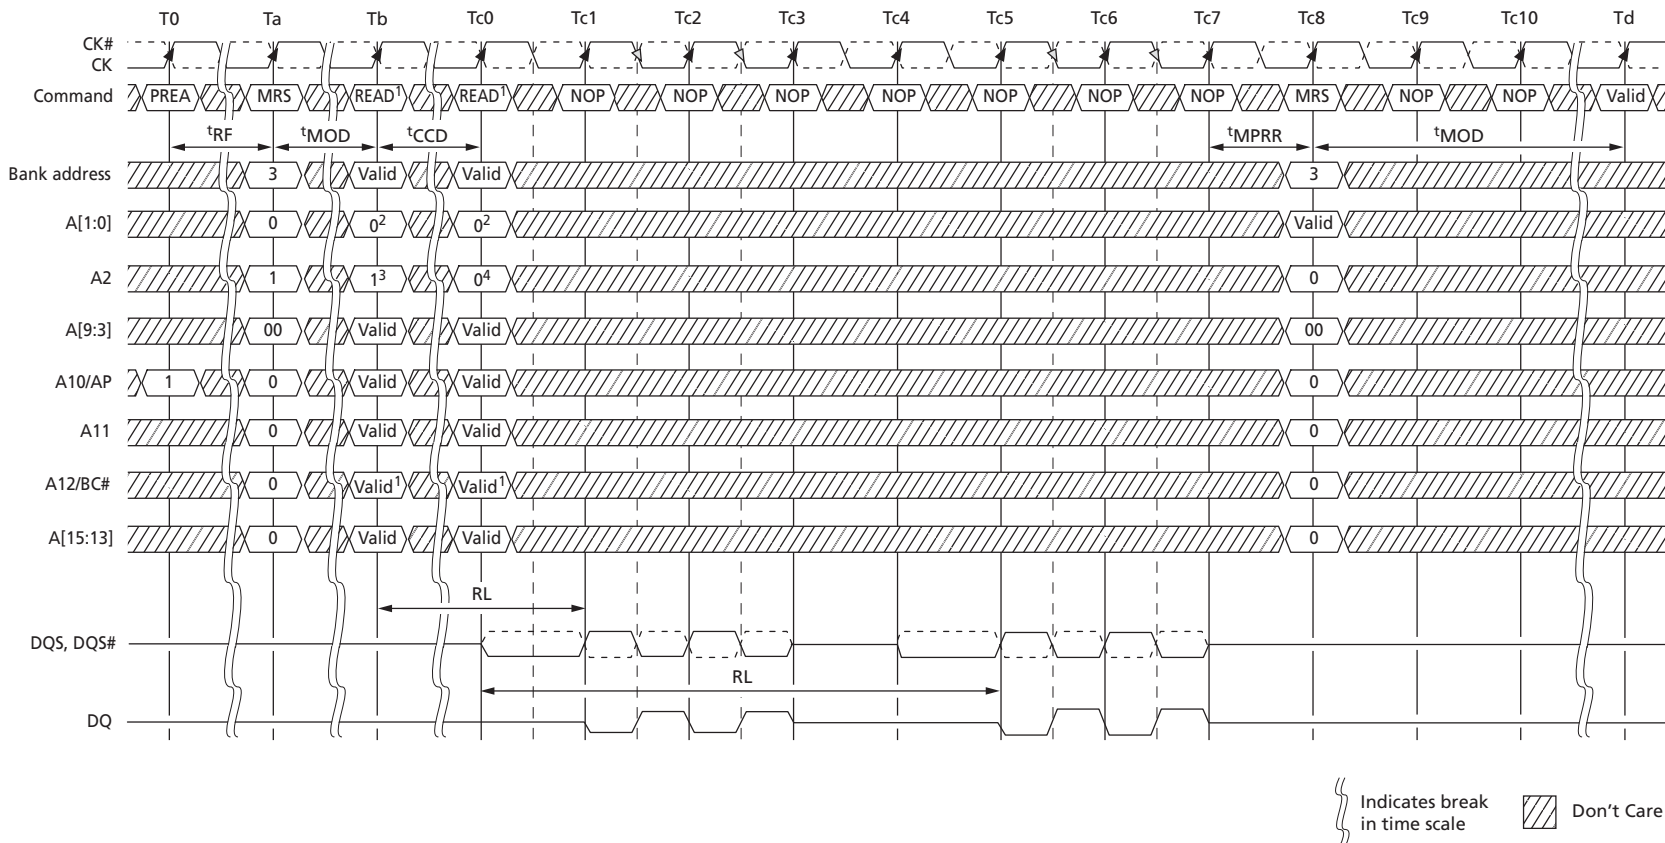 T0 Ta Tb Tc0 Tc1 Tc2 Tc3 Tc4 Tc5 Tc6 Tc7 Tc8 Tc9 Tc10 Td
CK#
CK
Command PREA MRS READ¹ READ¹ NOP NOP NOP NOP NOP NOP NOP MRS NOP NOP Valid
tRF tMOD tCCD tMPRR tMOD
Bank address 3 Valid Valid 3
A[1:0] 0 0² 0² Valid
A2 1 1³ 0⁴ 0
A[9:3] 00 Valid Valid 00
A10/AP 1 0 Valid Valid 0
A11 0 Valid Valid 0
A12/BC# 0 Valid¹ Valid¹ 0
A[15:13] 0 Valid Valid 0
RL
DQS, DQS#
RL
DQ
Indicates break
in time scale
Don't Care